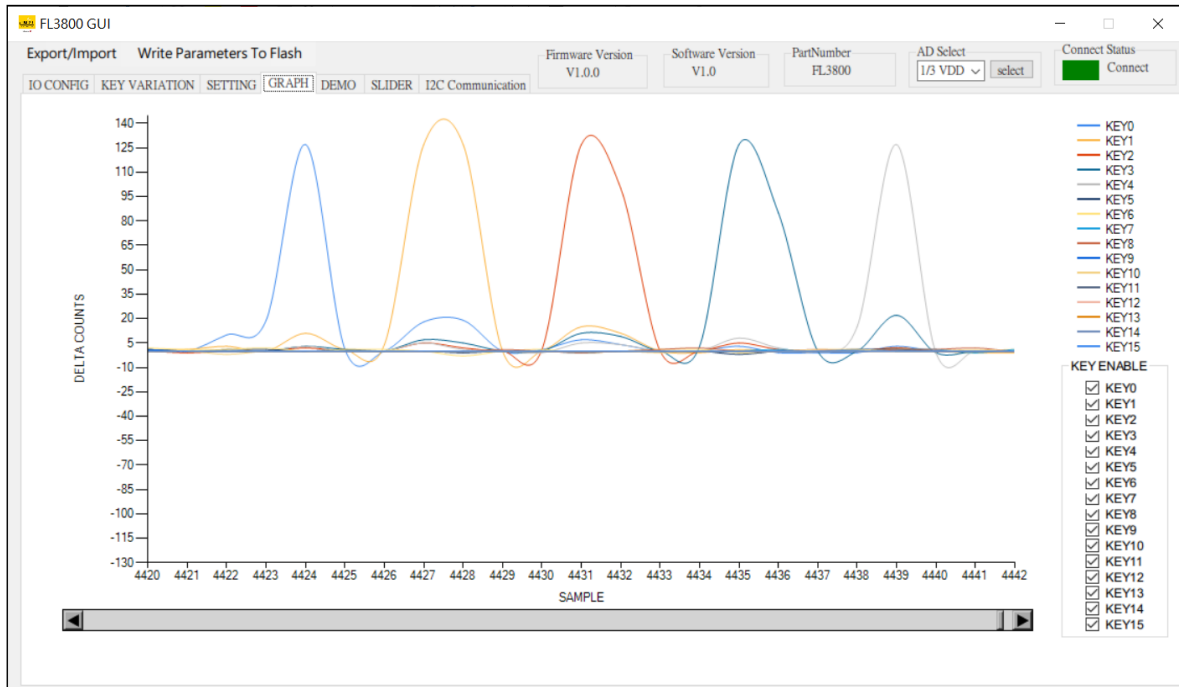 FL3800 GUI
Export/Import Write Parameters To Flash
Firmware Version
V1.0.0
Software Version
V1.0
PartNumber
FL3800
AD Select
1/3 VDD select
Connect Status
Connect
IO CONFIG KEY VARIATION SETTING GRAPH DEMO SLIDER I2C Communication
DELTA COUNTS
140
125
110
95
80
65
50
35
20
5
-10
-25
-40
-55
-70
-85
-100
-115
-130
4420 4421 4422 4423 4424 4425 4426 4427 4428 4429 4430 4431 4432 4433 4434 4435 4436 4437 4438 4439 4440 4441 4442
SAMPLE
KEY0
KEY1
KEY2
KEY3
KEY4
KEY5
KEY6
KEY7
KEY8
KEY9
KEY10
KEY11
KEY12
KEY13
KEY14
KEY15
KEY ENABLE
KEY0
KEY1
KEY2
KEY3
KEY4
KEY5
KEY6
KEY7
KEY8
KEY9
KEY10
KEY11
KEY12
KEY13
KEY14
KEY15